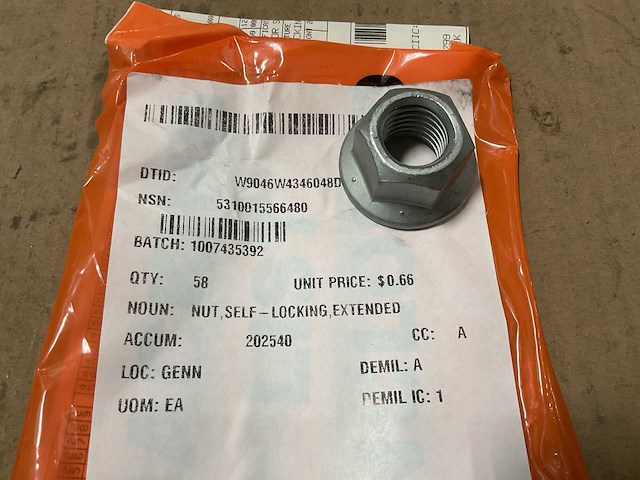 DTID: W9046W4346048D
NSN: 5310015566480
BATCH: 1007435392
QTY: 58 UNIT PRICE: $0.66
NOUN: NUT,SELF-LOCKING,EXTENDED
ACCUM: 202540 CC: A
LOC: GENN DEMIL: A
UOM: EA DEMIL IC: 1